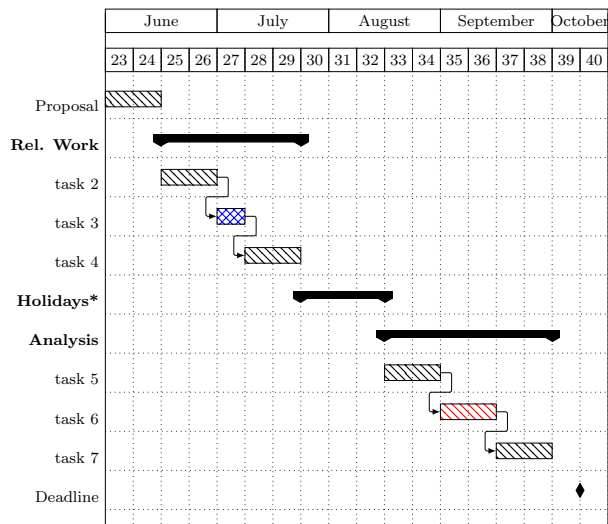 June July August September October
23 24 25 26 27 28 29 30 31 32 33 34 35 36 37 38 39 40
Proposal
Rel. Work
task 2
task 3
task 4
Holidays*
Analysis
task 5
task 6
task 7
Deadline